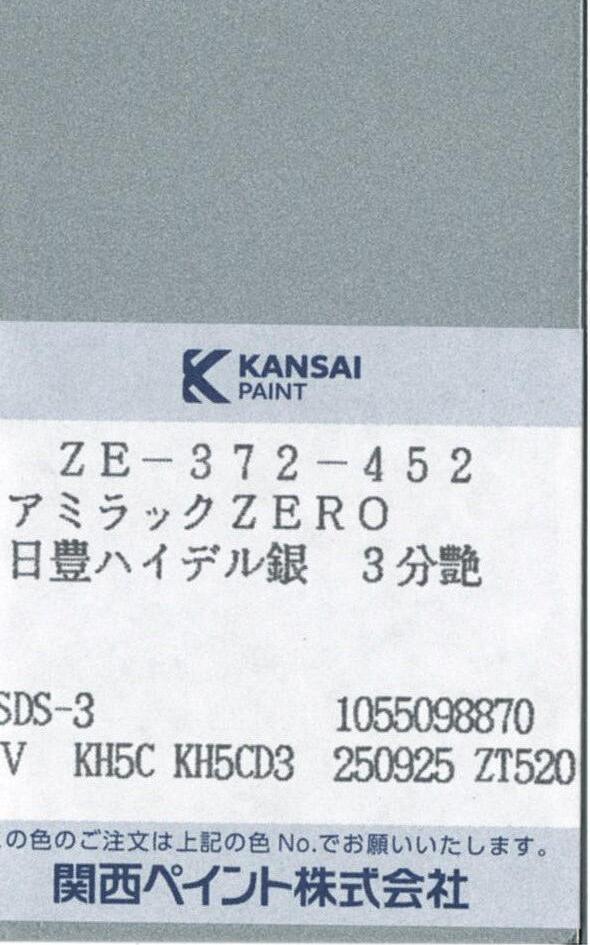 KANSAI
PAINT
ZE-372-452
アミラックZERO
日豊ハイデル銀 3分艶
SDS-3 1055098870
V KH5C KH5CD3 250925 ZT520
の色のご注文は上記の色No.でお願いいたします。
関西ペイント株式会社